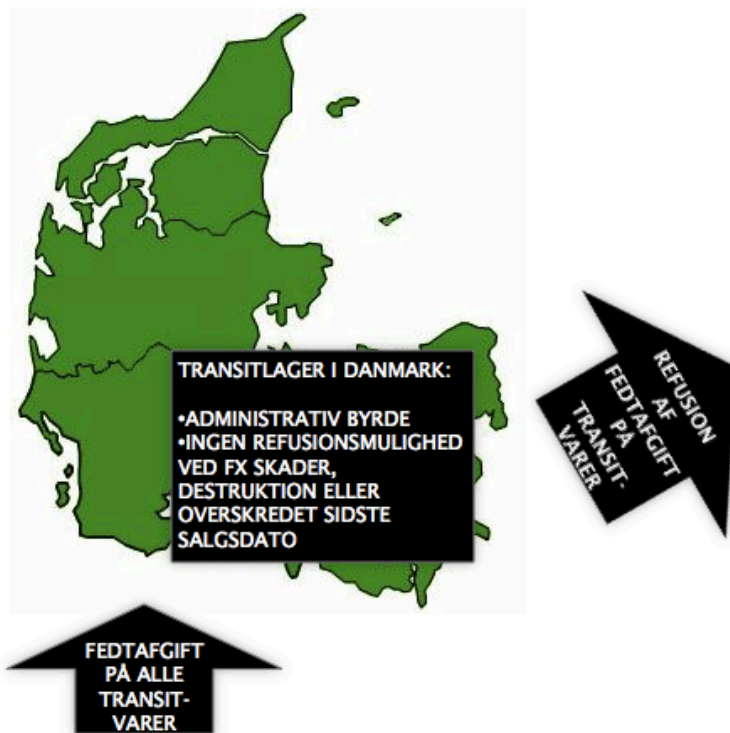 TRANSITLAGER I DANMARK:
•ADMINISTRATIV BYRDE
•INGEN REFUSIONSMULIGHED
VED FX SKADER,
DESTRUKTION ELLER
OVERSKREDET SIDSTE
SALGSDATO
REFUSION
AF
FEDTAFGIFT
PÅ
TRANSIT-
VARER
FEDTAFGIFT
PÅ ALLE
TRANSIT-
VARER